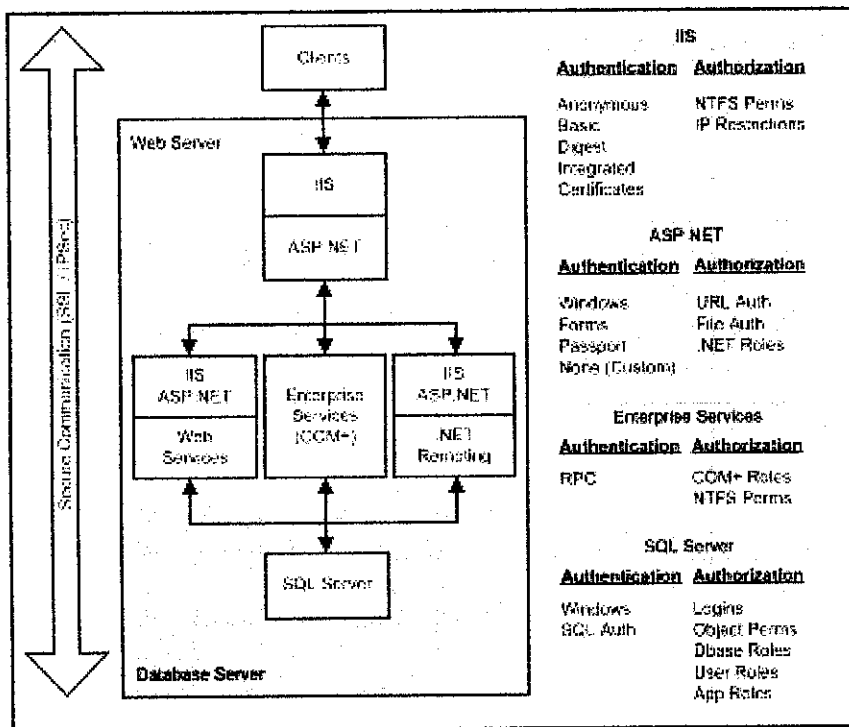 Clients
Web Server
IIS
ASP.NET
IIS
ASP.NET
Web
Services
Enterprise
Services
(COM+)
IIS
ASP.NET
.NET
Remoting
SQL Server
Database Server
Secure Communication (SSL / IPSec)
IIS
Authentication Authorization
Anonymous NTFS Perms
Basic IP Restrictions
Digest
Integrated
Certificates
ASP.NET
Authentication Authorization
Windows URL Auth
Forms File Auth
Passport .NET Roles
None (Custom)
Enterprise Services
Authentication Authorization
RPC COM+ Roles
NTFS Perms
SQL Server
Authentication Authorization
Windows Logins
SQL Auth Object Perms
Dbase Roles
User Roles
App Roles